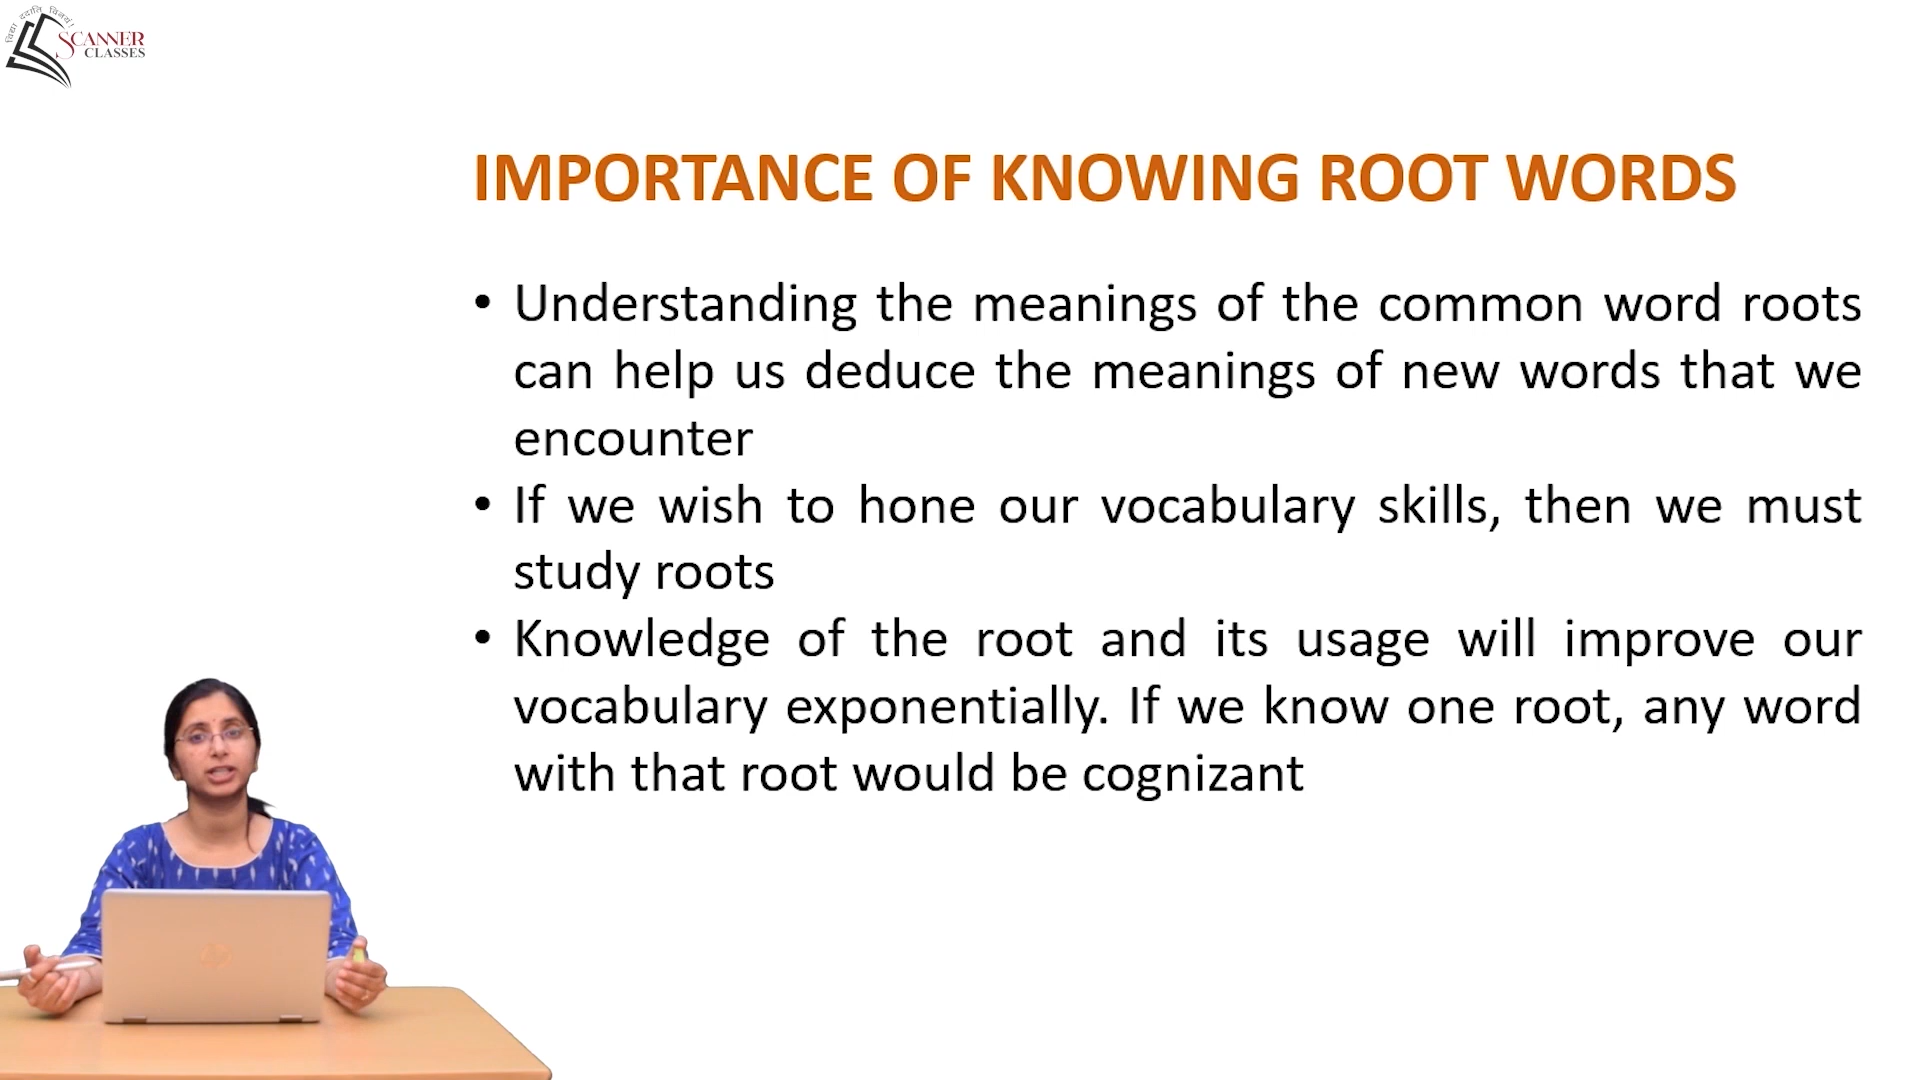 विद्या ददाति विनयं।
SCANNER
CLASSES
IMPORTANCE OF KNOWING ROOT WORDS
• Understanding the meanings of the common word roots
can help us deduce the meanings of new words that we
encounter
• If we wish to hone our vocabulary skills, then we must
study roots
• Knowledge of the root and its usage will improve our
vocabulary exponentially. If we know one root, any word
with that root would be cognizant